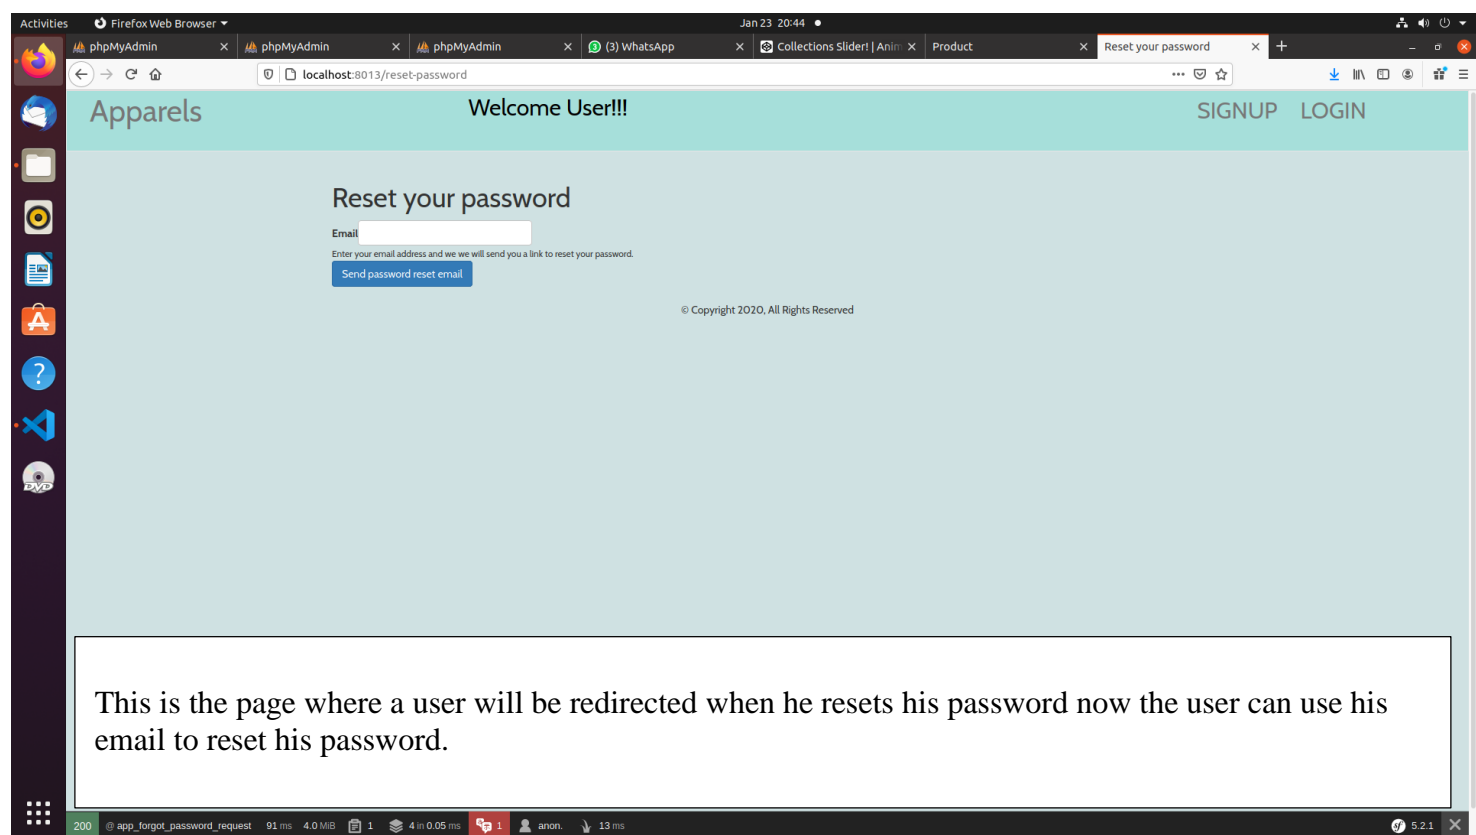 Activities Firefox Web Browser Jan 23 20:44
phpMyAdmin phpMyAdmin phpMyAdmin (3) WhatsApp Collections Slider! | Anim Product Reset your password
localhost:8013/reset-password
Apparels Welcome User!!! SIGNUP LOGIN
Reset your password
Email
Enter your email address and we we will send you a link to reset your password.
Send password reset email
© Copyright 2020, All Rights Reserved
This is the page where a user will be redirected when he resets his password now the user can use his
email to reset his password.
200 @ app_forgot_password_request 91 ms 4.0 MiB 1 4 in 0.05 ms 1 anon. 13 ms 5.2.1